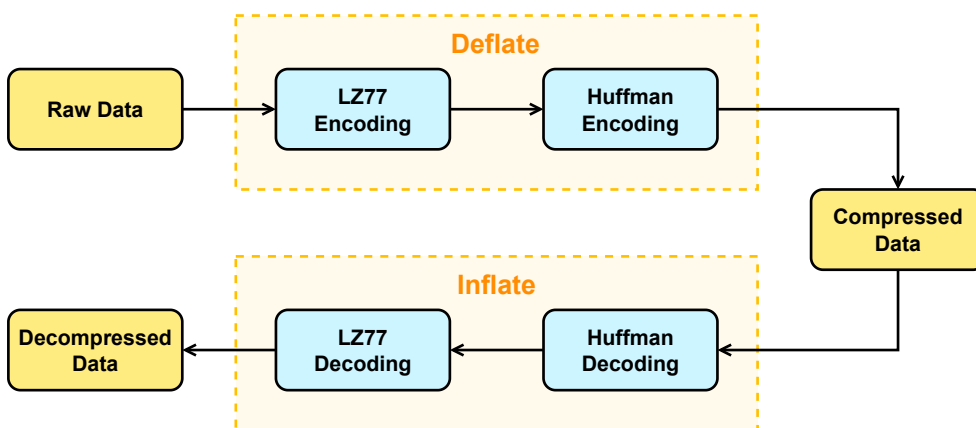 Deflate
Raw Data
LZ77
Encoding
Huffman
Encoding
Compressed
Data
Inflate
Decompressed
Data
LZ77
Decoding
Huffman
Decoding